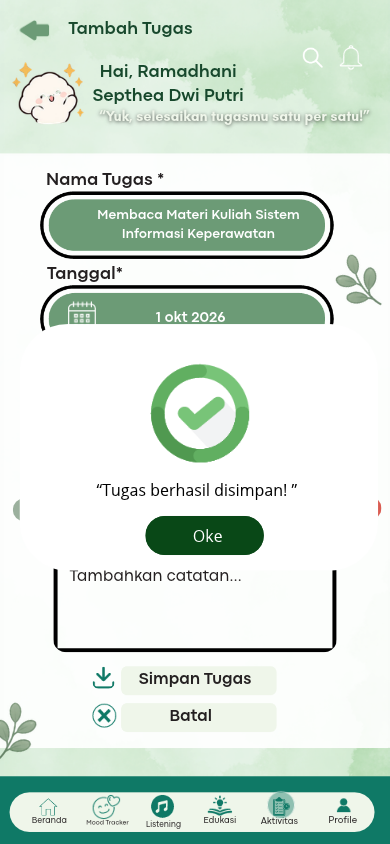 Tambah Tugas
Hai, Ramadhani
Septhea Dwi Putri
“Yuk, selesaikan tugasmu satu per satu!”
Nama Tugas *
Membaca Materi Kuliah Sistem
Informasi Keperawatan
Tanggal*
1 okt 2026
“Tugas berhasil disimpan! ”
Oke
Tambahkan catatan...
Simpan Tugas
Batal
Beranda
Mood Tracker
Listening
Edukasi
Aktivitas
Profile